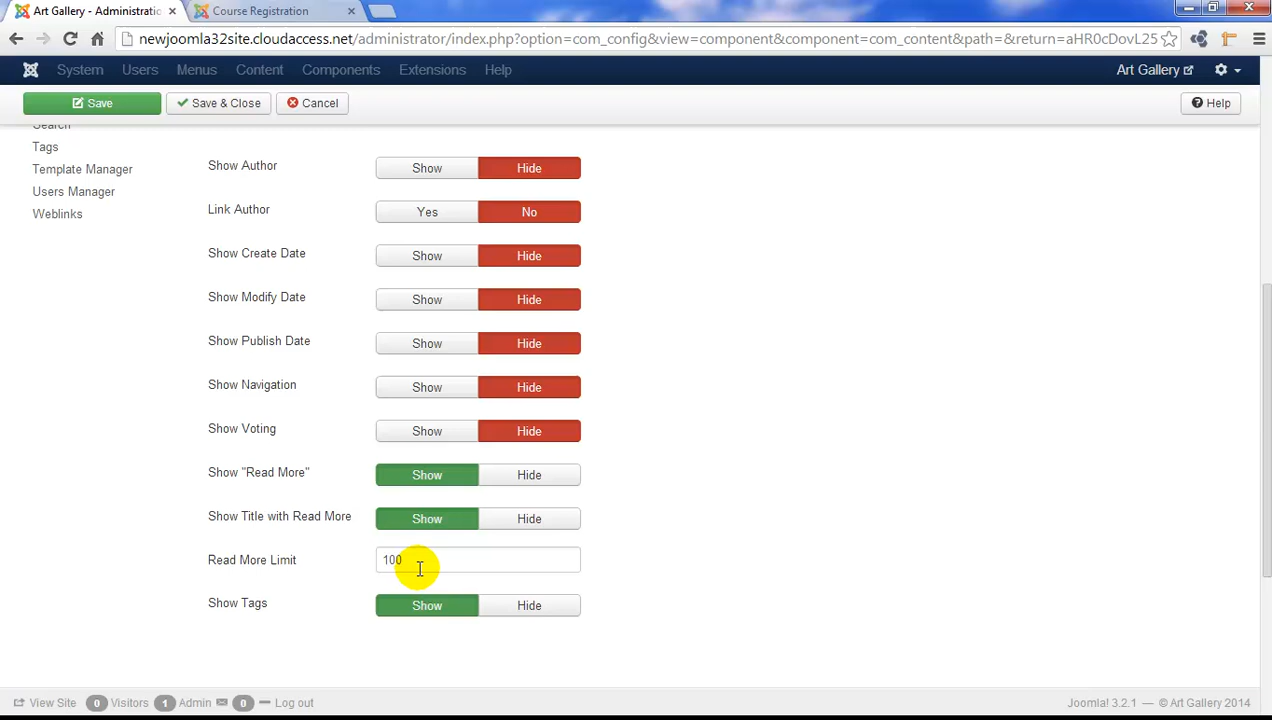 Art Gallery - Administratio × Course Registration ×
newjoomla32site.cloudaccess.net/administrator/index.php?option=com_config&view=component&component=com_content&path=&return=aHR0cDovL25
System Users Menus Content Components Extensions Help Art Gallery
Save Save & Close Cancel Help
Search
Tags
Template Manager
Users Manager
Weblinks
Show Author Show Hide
Link Author Yes No
Show Create Date Show Hide
Show Modify Date Show Hide
Show Publish Date Show Hide
Show Navigation Show Hide
Show Voting Show Hide
Show "Read More" Show Hide
Show Title with Read More Show Hide
Read More Limit 100
Show Tags Show Hide
View Site 0 Visitors 1 Admin 0 Log out Joomla! 3.2.1 — © Art Gallery 2014